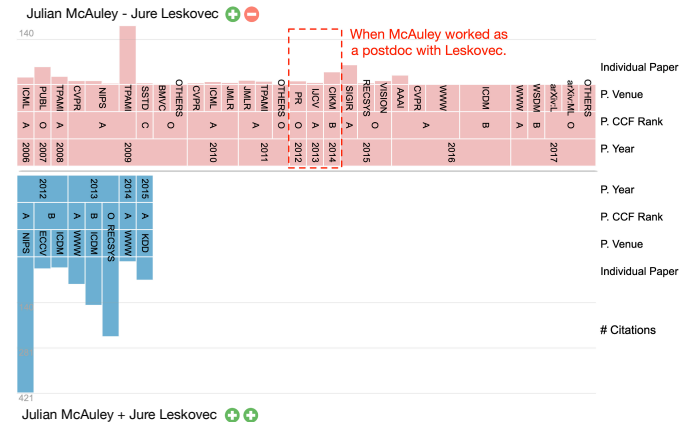 Julian McAuley - Jure Leskovec
140
When McAuley worked as
a postdoc with Leskovec.
Individual Paper
ICML PUBL TPAMI CVPR NIPS TPAMI SSTD BMVC OTHERS CVPR ICML JMLR JMLR TPAMI OTHERS PR IJCV CIKM SIGIR RECSYS VISION AAAI CVPR WWW ICDM WWW WSDM arXiv:L arXiv:ML OTHERS
P. Venue
A O A A C O A A O O A B A O A B A B O
P. CCF Rank
2006 2007 2008 2009 2010 2011 2012 2013 2014 2015 2016 2017
P. Year
2012 2013 2014 2015
P. Year
A B A B O A A
P. CCF Rank
NIPS ECCV ICDM WWW ICDM RECSYS WWW KDD
P. Venue
Individual Paper
# Citations
421
Julian McAuley + Jure Leskovec